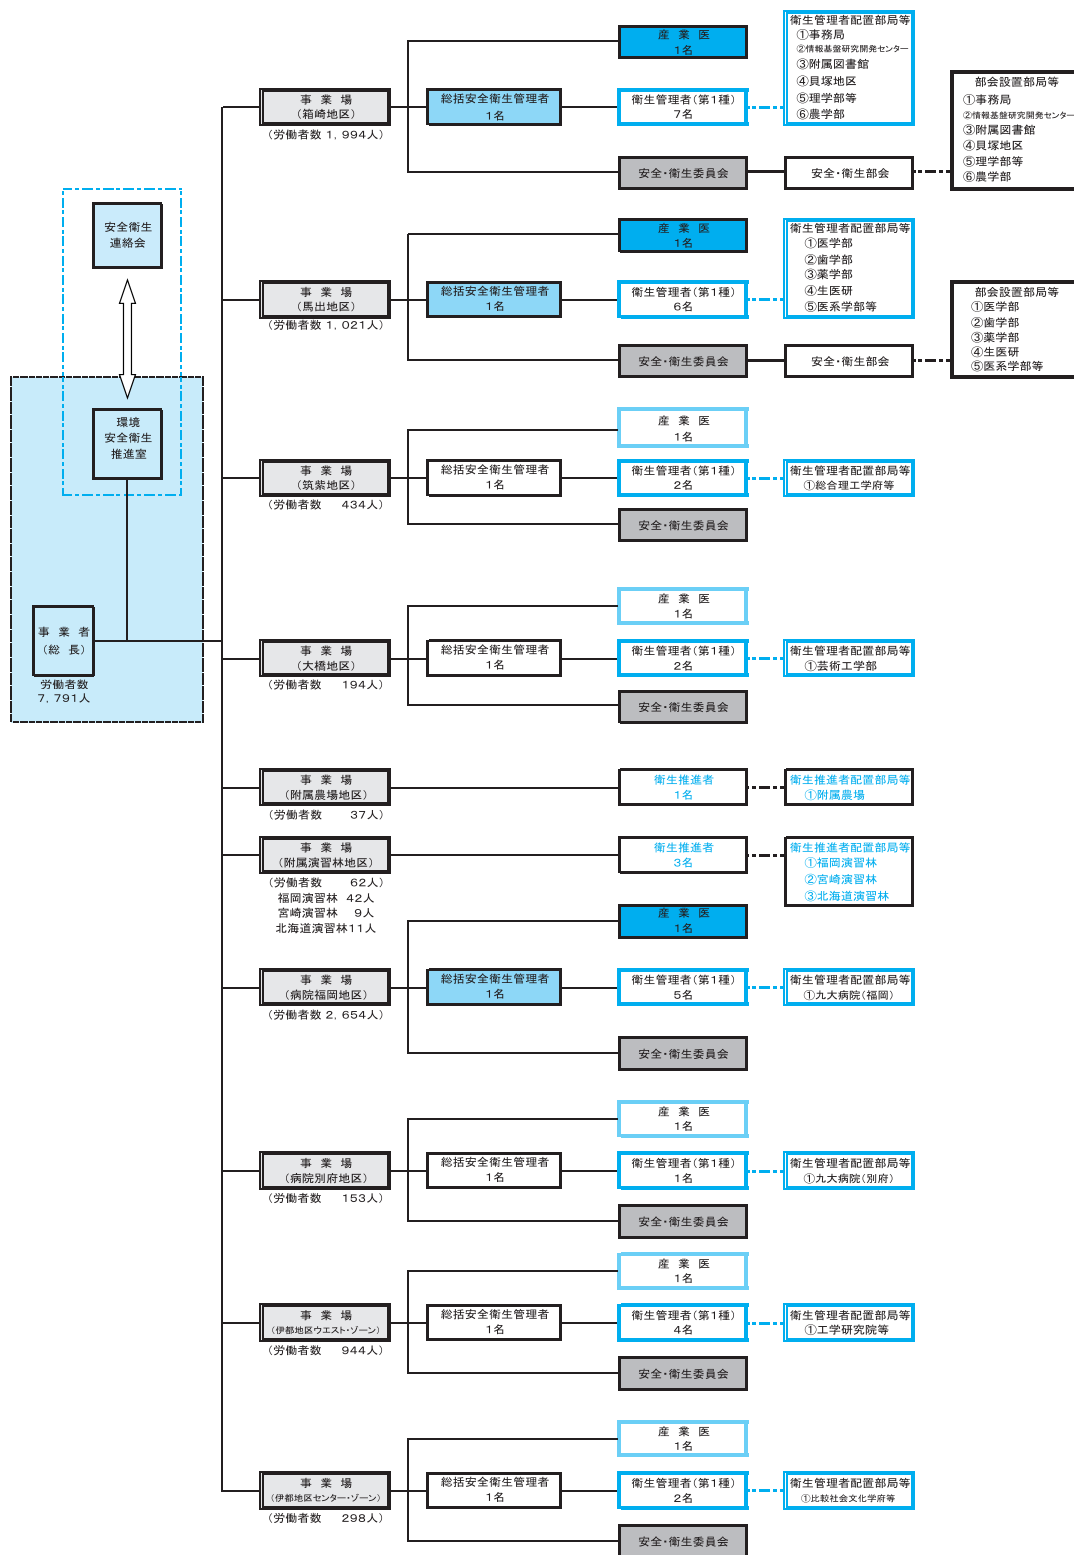 安全衛生
連絡会
環境
安全衛生
推進室
事 業 者
（総 長）
労働者数
7，791人
事 業 場
（箱崎地区）
（労働者数 1，994人）
産 業 医
1名
総括安全衛生管理者
1名
衛生管理者（第1種）
7名
衛生管理者配置部局等
①事務局
②情報基盤研究開発センター
③附属図書館
④貝塚地区
⑤理学部等
⑥農学部
安全・衛生委員会
安全・衛生部会
部会設置部局等
①事務局
②情報基盤研究開発センター
③附属図書館
④貝塚地区
⑤理学部等
⑥農学部
事 業 場
（馬出地区）
（労働者数 1，021人）
産 業 医
1名
総括安全衛生管理者
1名
衛生管理者（第1種）
6名
衛生管理者配置部局等
①医学部
②歯学部
③薬学部
④生医研
⑤医系学部等
安全・衛生委員会
安全・衛生部会
部会設置部局等
①医学部
②歯学部
③薬学部
④生医研
⑤医系学部等
事 業 場
（筑紫地区）
（労働者数 434人）
産 業 医
1名
総括安全衛生管理者
1名
衛生管理者（第1種）
2名
衛生管理者配置部局等
①総合理工学府等
安全・衛生委員会
事 業 場
（大橋地区）
（労働者数 194人）
産 業 医
1名
総括安全衛生管理者
1名
衛生管理者（第1種）
2名
衛生管理者配置部局等
①芸術工学部
安全・衛生委員会
事 業 場
（附属農場地区）
（労働者数 37人）
衛生推進者
1名
衛生推進者配置部局等
①附属農場
事 業 場
（附属演習林地区）
（労働者数 62人）
福岡演習林 42人
宮崎演習林 9人
北海道演習林11人
衛生推進者
3名
衛生推進者配置部局等
①福岡演習林
②宮崎演習林
③北海道演習林
事 業 場
（病院福岡地区）
（労働者数 2，654人）
産 業 医
1名
総括安全衛生管理者
1名
衛生管理者（第1種）
5名
衛生管理者配置部局等
①九大病院（福岡）
安全・衛生委員会
事 業 場
（病院別府地区）
（労働者数 153人）
産 業 医
1名
総括安全衛生管理者
1名
衛生管理者（第1種）
1名
衛生管理者配置部局等
①九大病院（別府）
安全・衛生委員会
事 業 場
（伊都地区ウエスト・ゾーン）
（労働者数 944人）
産 業 医
1名
総括安全衛生管理者
1名
衛生管理者（第1種）
4名
衛生管理者配置部局等
①工学研究院等
安全・衛生委員会
事 業 場
（伊都地区センター・ゾーン）
（労働者数 298人）
産 業 医
1名
総括安全衛生管理者
1名
衛生管理者（第1種）
2名
衛生管理者配置部局等
①比較社会文化学府等
安全・衛生委員会